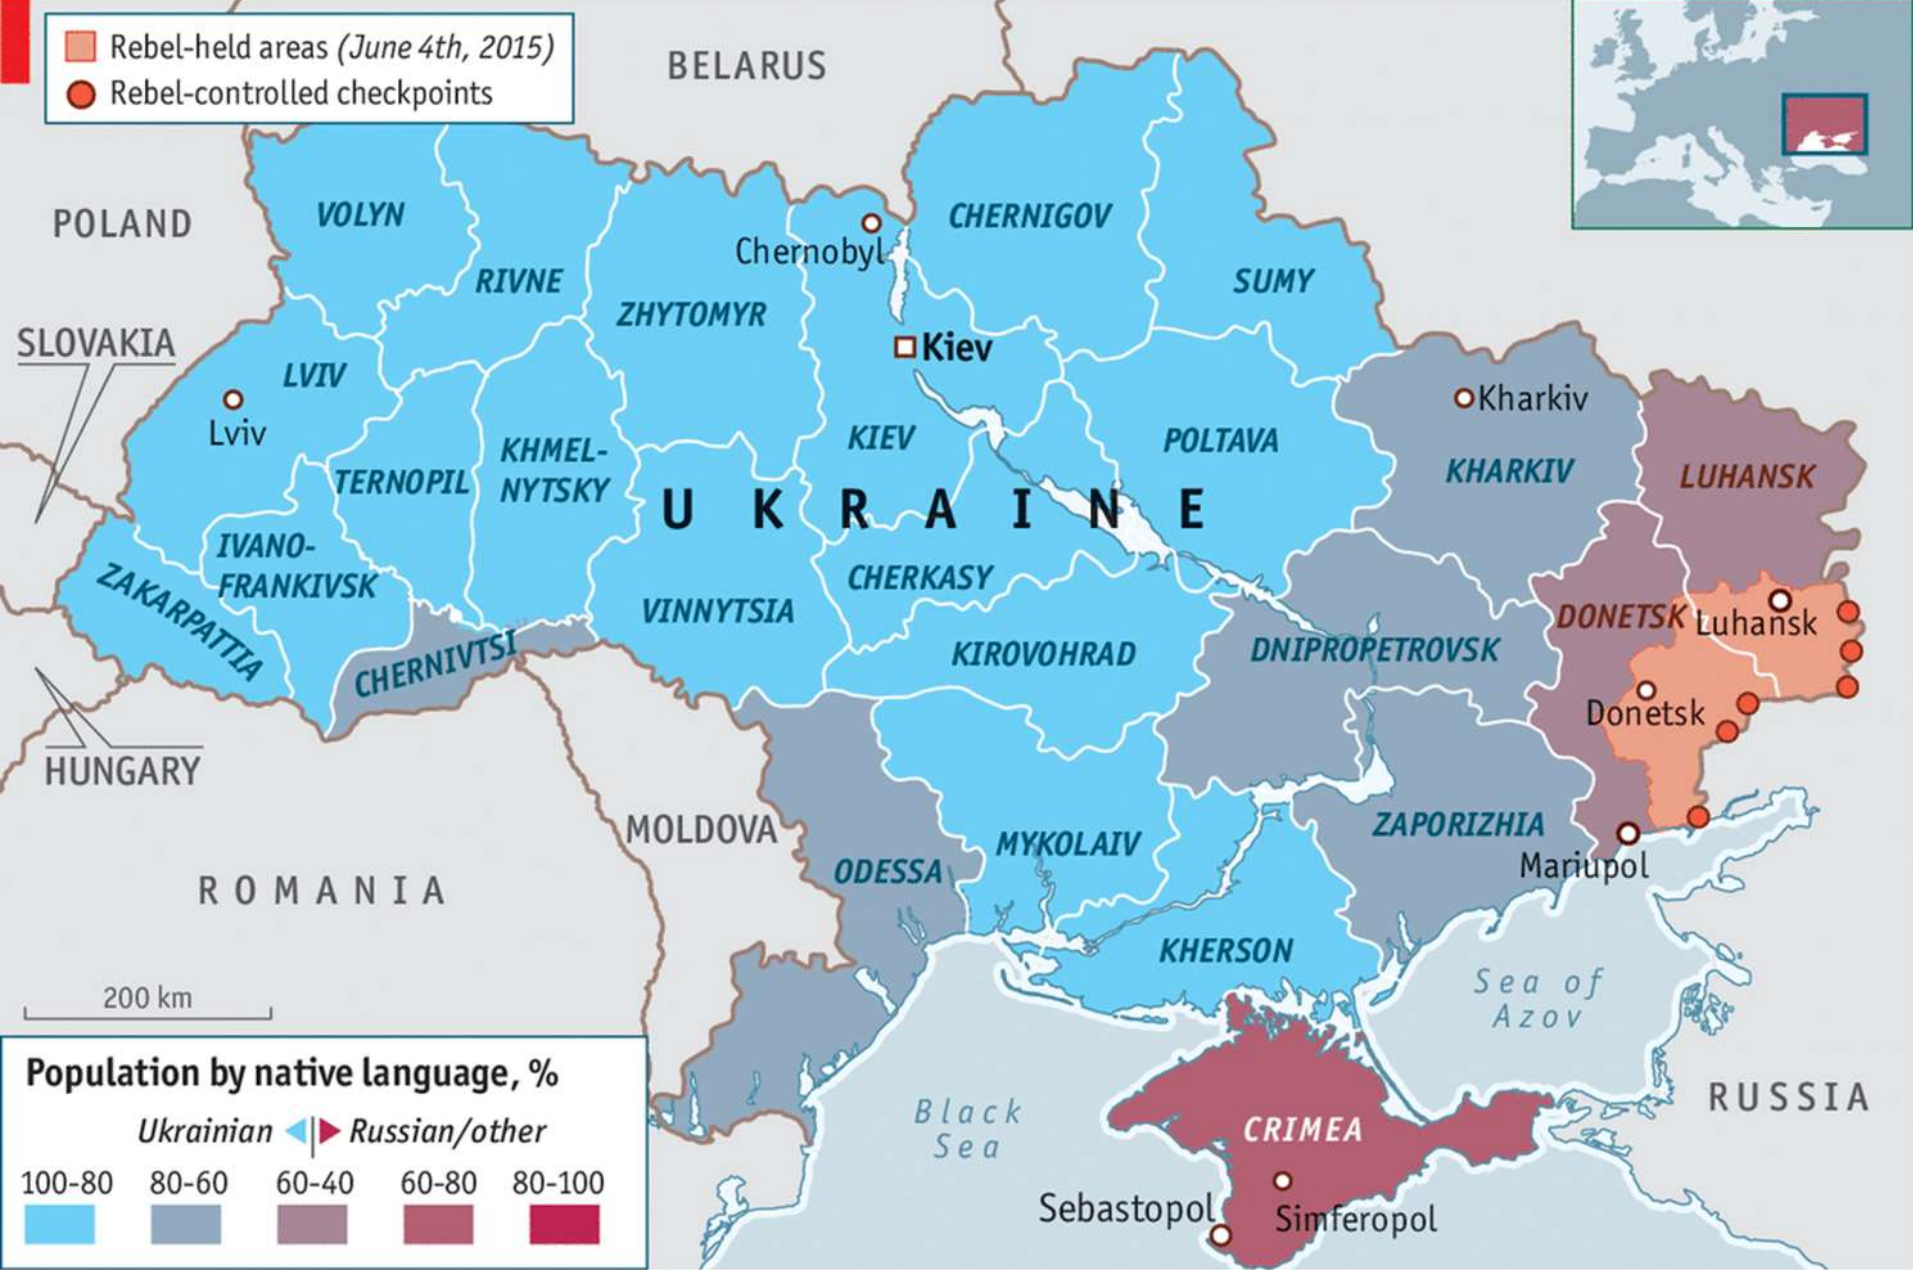 Rebel-held areas (June 4th, 2015)
Rebel-controlled checkpoints
BELARUS
POLAND
VOLYN
CHERNIGOV
Chernobyl
RIVNE
SUMY
ZHYTOMYR
SLOVAKIA
Kiev
LVIV
Kharkiv
Lviv
KIEV
POLTAVA
KHMEL-
NYTSKY
TERNOPIL
KHARKIV
LUHANSK
UKRAINE
IVANO-
FRANKIVSK
CHERKASY
ZAKARPATTIA
VINNYTSIA
DONETSK
Luhansk
CHERNIVTSI
KIROVOHRAD
DNIPROPETROVSK
Donetsk
HUNGARY
MOLDOVA
ZAPORIZHIA
MYKOLAIV
ODESSA
Mariupol
ROMANIA
KHERSON
Sea of
Azov
200 km
RUSSIA
Black
Sea
CRIMEA
Sebastopol
Simferopol
Population by native language, %
Ukrainian Russian/other
100-80 80-60 60-40 60-80 80-100